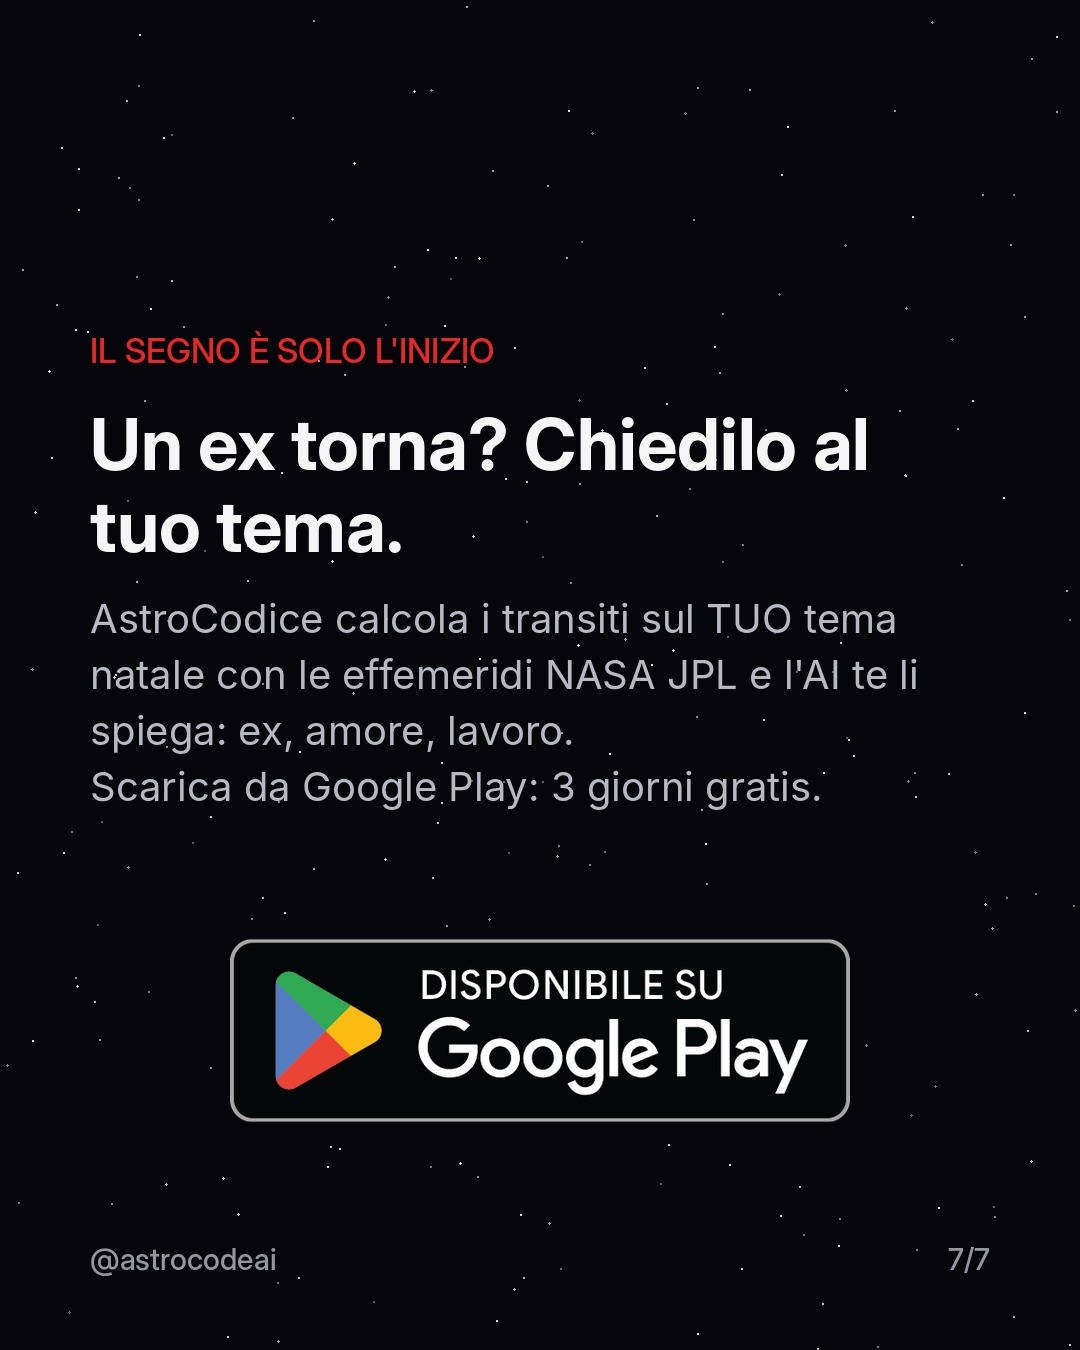 IL SEGNO È SOLO L'INIZIO
Un ex torna? Chiedilo al
tuo tema.
AstroCodice calcola i transiti sul TUO tema
natale con le effemeridi NASA JPL e l'AI te li
spiega: ex, amore, lavoro.
Scarica da Google Play: 3 giorni gratis.
DISPONIBILE SU
Google Play
@astrocodeai
7/7